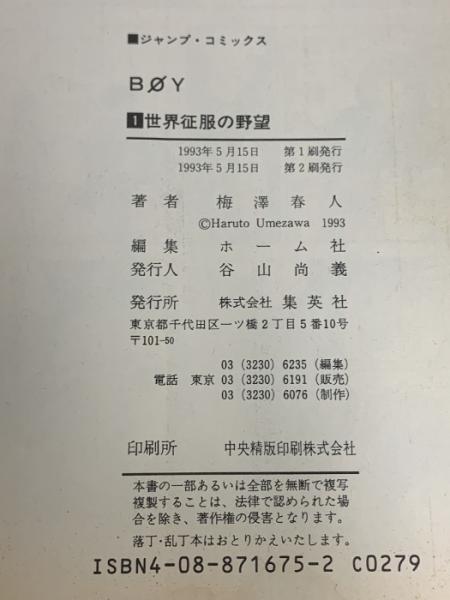 ■ジャンプ・コミックス
BØY
1世界征服の野望
1993年5月15日 第1刷発行
1993年5月15日 第2刷発行
著者 梅澤春人
©Haruto Umezawa 1993
編集 ホーム社
発行人 谷山尚義
発行所 株式会社 集英社
東京都千代田区一ツ橋2丁目5番10号
〒101-50
03 (3230) 6235 (編集)
電話 東京 03 (3230) 6191 (販売)
03 (3230) 6076 (制作)
印刷所 中央精版印刷株式会社
本書の一部あるいは全部を無断で複写
複製することは、法律で認められた場
合を除き、著作権の侵害となります。
落丁・乱丁本はおとりかえいたします。
ISBN4-08-871675-2 C0279